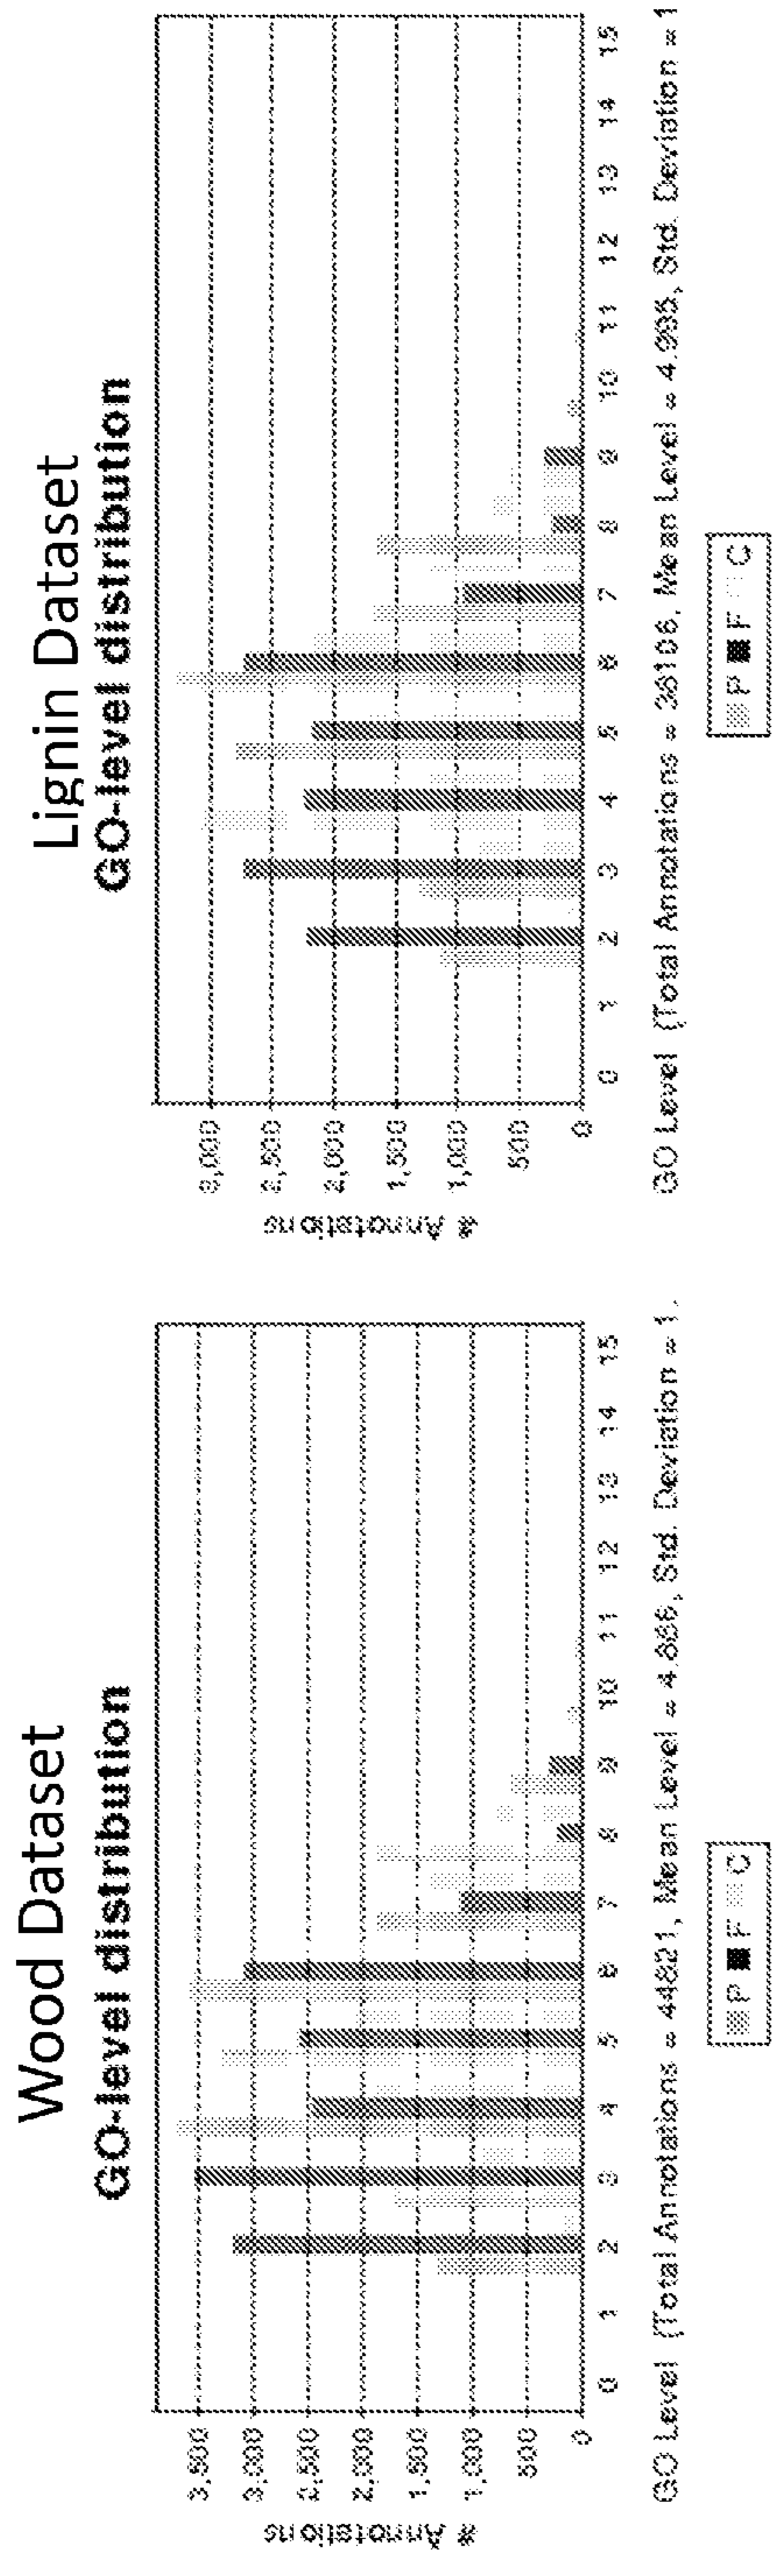 Wood Dataset
GO-level distribution
# Annotations
3,500
3,000
2,500
2,000
1,500
1,000
500
0
0 1 2 3 4 5 6 7 8 9 10 11 12 13 14 15
GO Level (Total Annotations = 44821, Mean Level = Std. Deviation = 1.
P F C
Lignin Dataset
GO-level distribution
# Annotations
3,000
2,500
2,000
1,500
1,000
500
0
0 1 2 3 4 5 6 7 8 9 10 11 12 13 14 15
GO Level (Total Annotations = 36106, Mean Level = Std. Deviation = 1
P F C